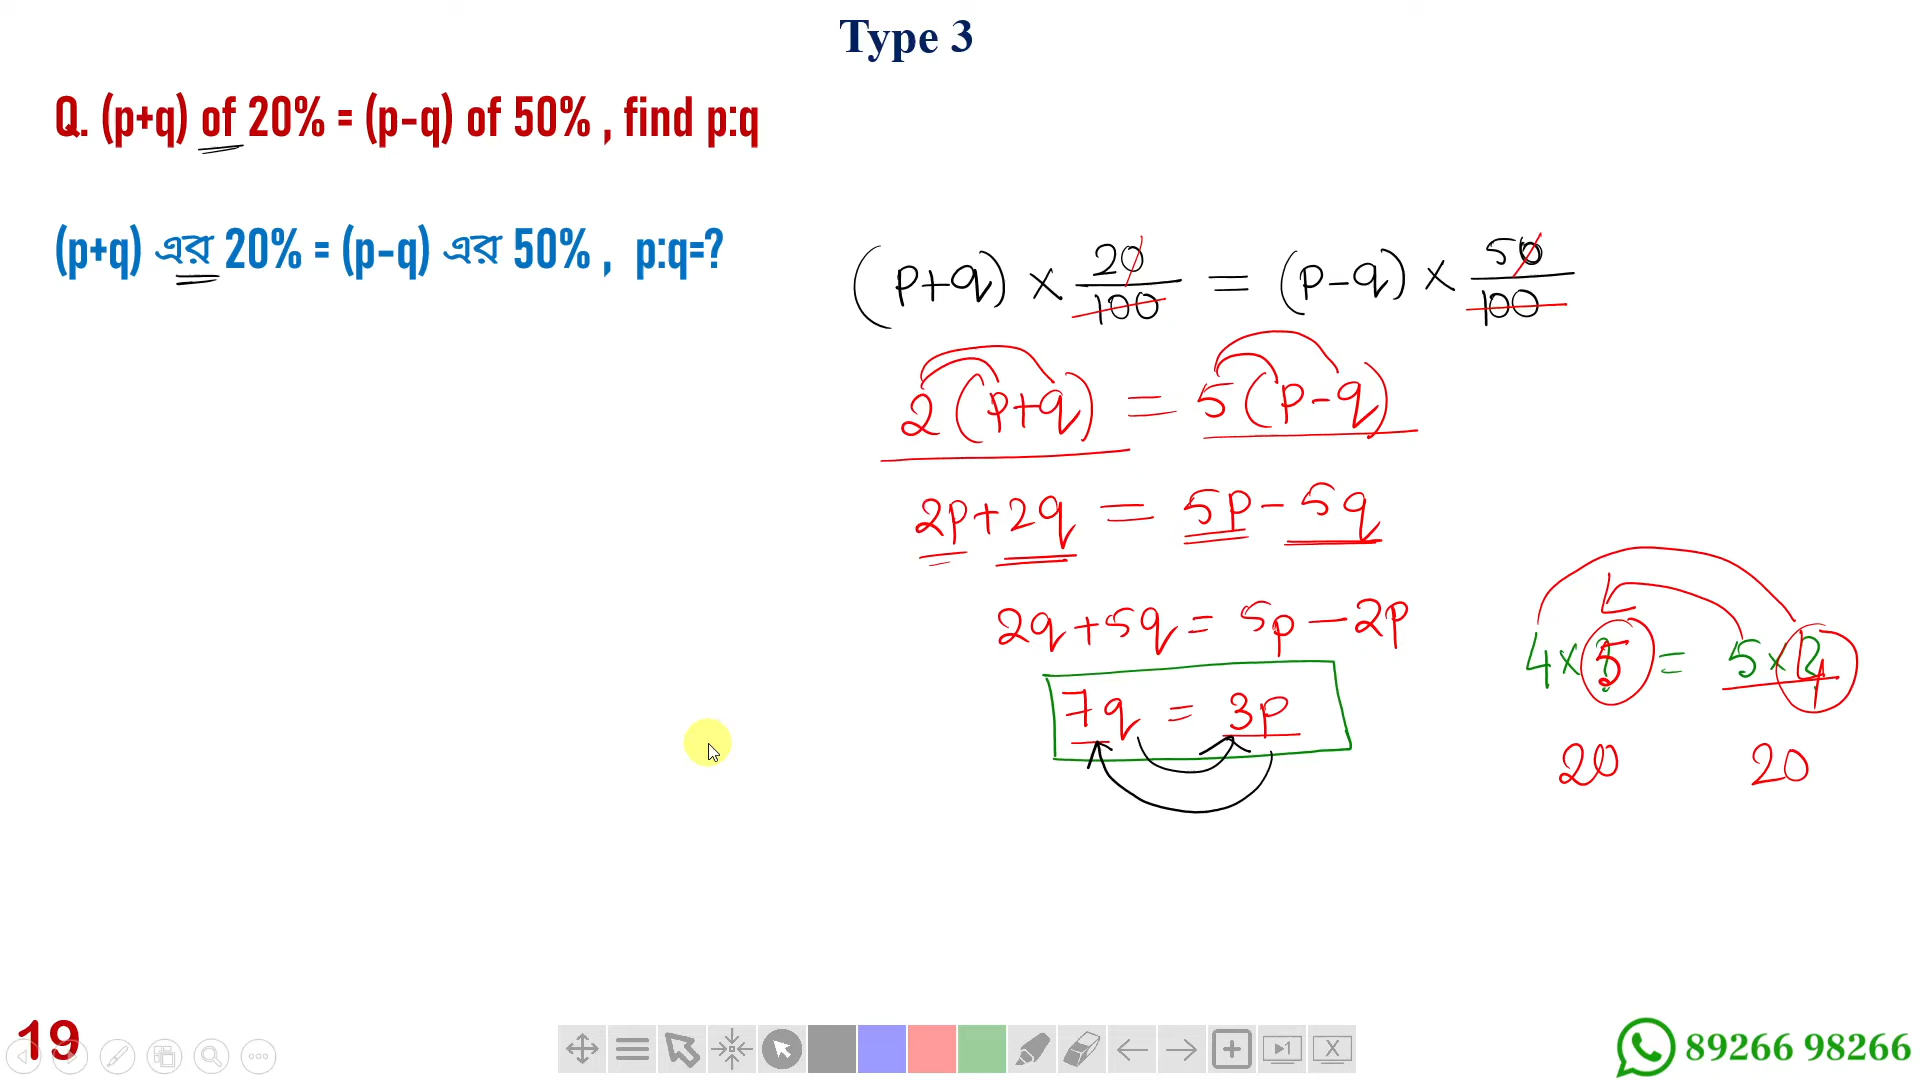 Type 3
Q. (p+q) of 20% = (p-q) of 50% , find p:q
(p+q) এর 20% = (p-q) এর 50% , p:q=?
(p+q) × 20/100 = (p-q) × 50/100
2(p+q) = 5(p-q)
2p+2q = 5p-5q
2q+5q = 5p-2p
7q = 3p
4×5 = 5×4
20 20
19
89266 98266